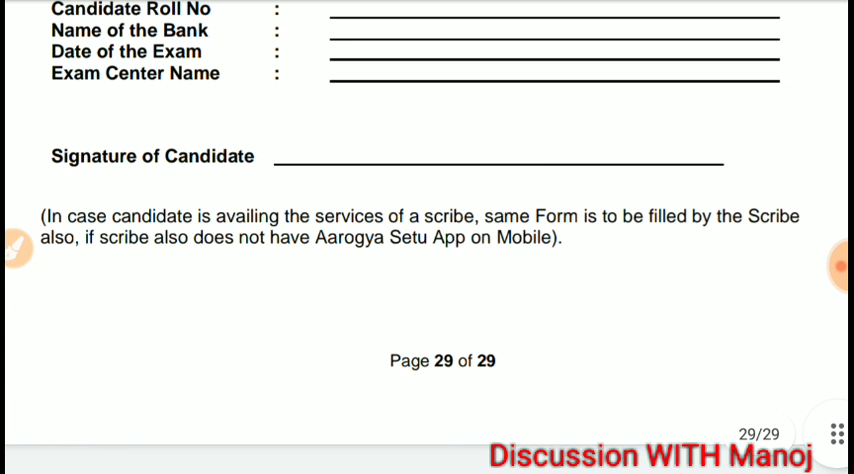 Candidate Roll No :
Name of the Bank :
Date of the Exam :
Exam Center Name :
Signature of Candidate
(In case candidate is availing the services of a scribe, same Form is to be filled by the Scribe
also, if scribe also does not have Aarogya Setu App on Mobile).
Page 29 of 29
29/29
Discussion WITH Manoj